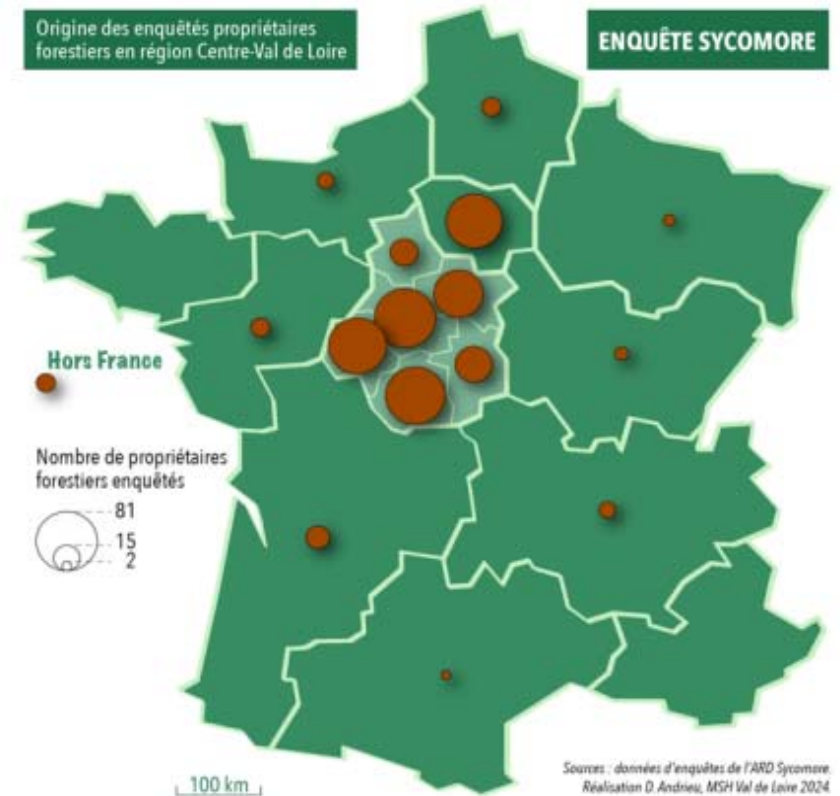 Origine des enquêtés propriétaires
forestiers en région Centre-Val de Loire
ENQUÊTE SYCOMORE
Hors France
Nombre de propriétaires
forestiers enquêtés
81
15
2
100 km
Sources : données d'enquêtes de l'ARD Sycomore.
Réalisation D. Andrieu, MSH Val de Loire 2024